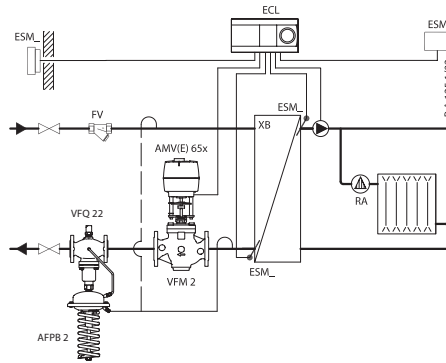 ECL
ESM_
ESM
FV
ESM_
XB
AMV(E) 65x
RA
VFQ 22
ESM_
VFM 2
AFPB 2